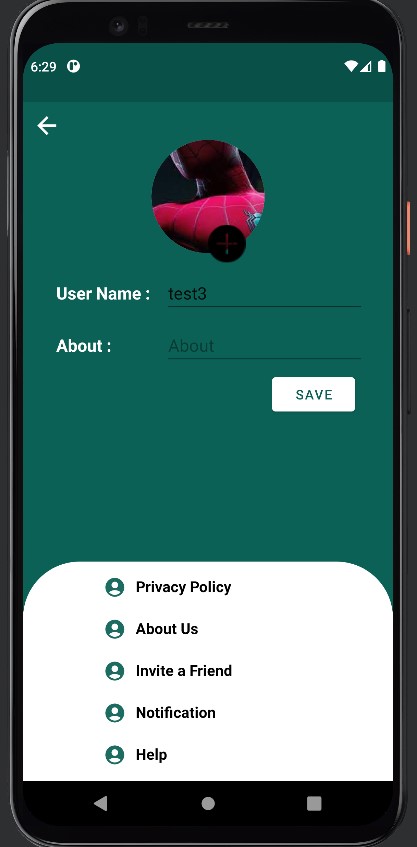 6:29
User Name : test3
About : About
SAVE
Privacy Policy
About Us
Invite a Friend
Notification
Help